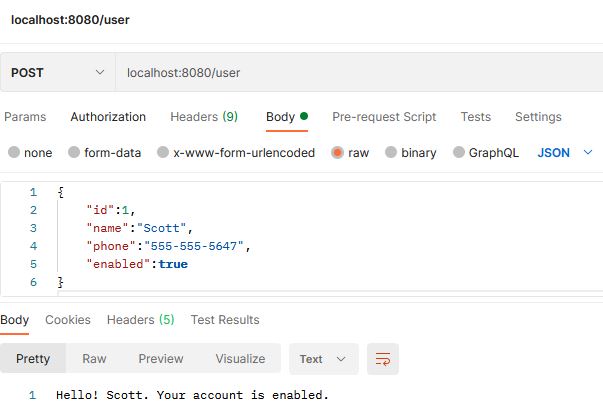 localhost:8080/user
POST localhost:8080/user
Params Authorization Headers (9) Body Pre-request Script Tests Settings
none form-data x-www-form-urlencoded raw binary GraphQL JSON
1 {
2 "id":1,
3 "name":"Scott",
4 "phone":"555-555-5647",
5 "enabled":true
6 }
Body Cookies Headers (5) Test Results
Pretty Raw Preview Visualize Text
1 Hello! Scott. Your account is enabled.